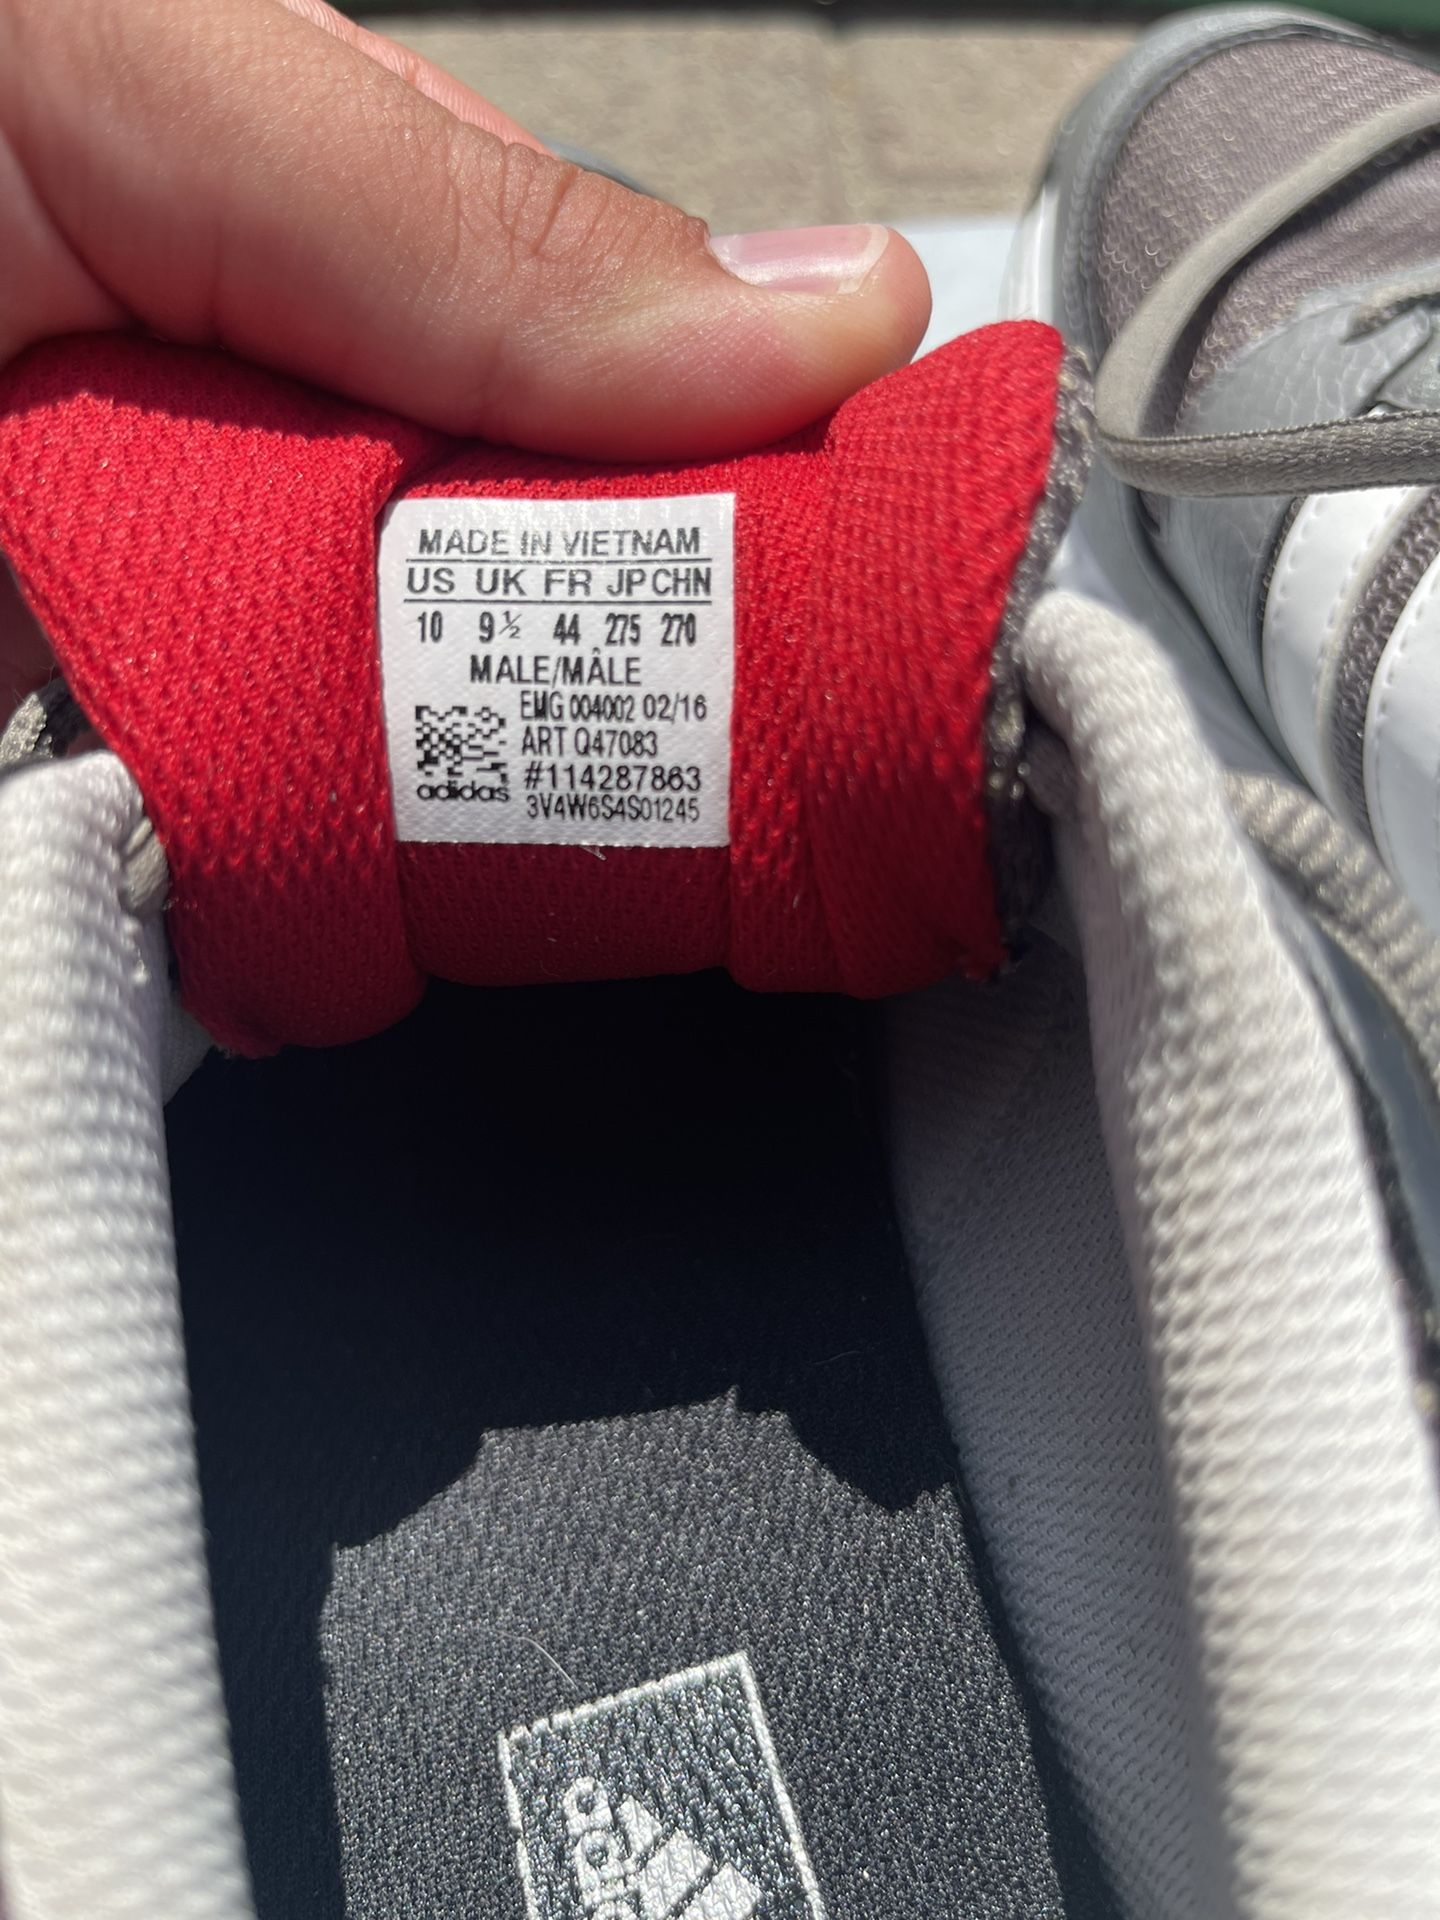 MADE IN VIETNAM
US UK FR JP CHN
10 9½ 44 275 270
MALE/MÂLE
EMG 004002 02/16
ART Q47083
#114287863
adidas 3V4W6S4S01245
adidas